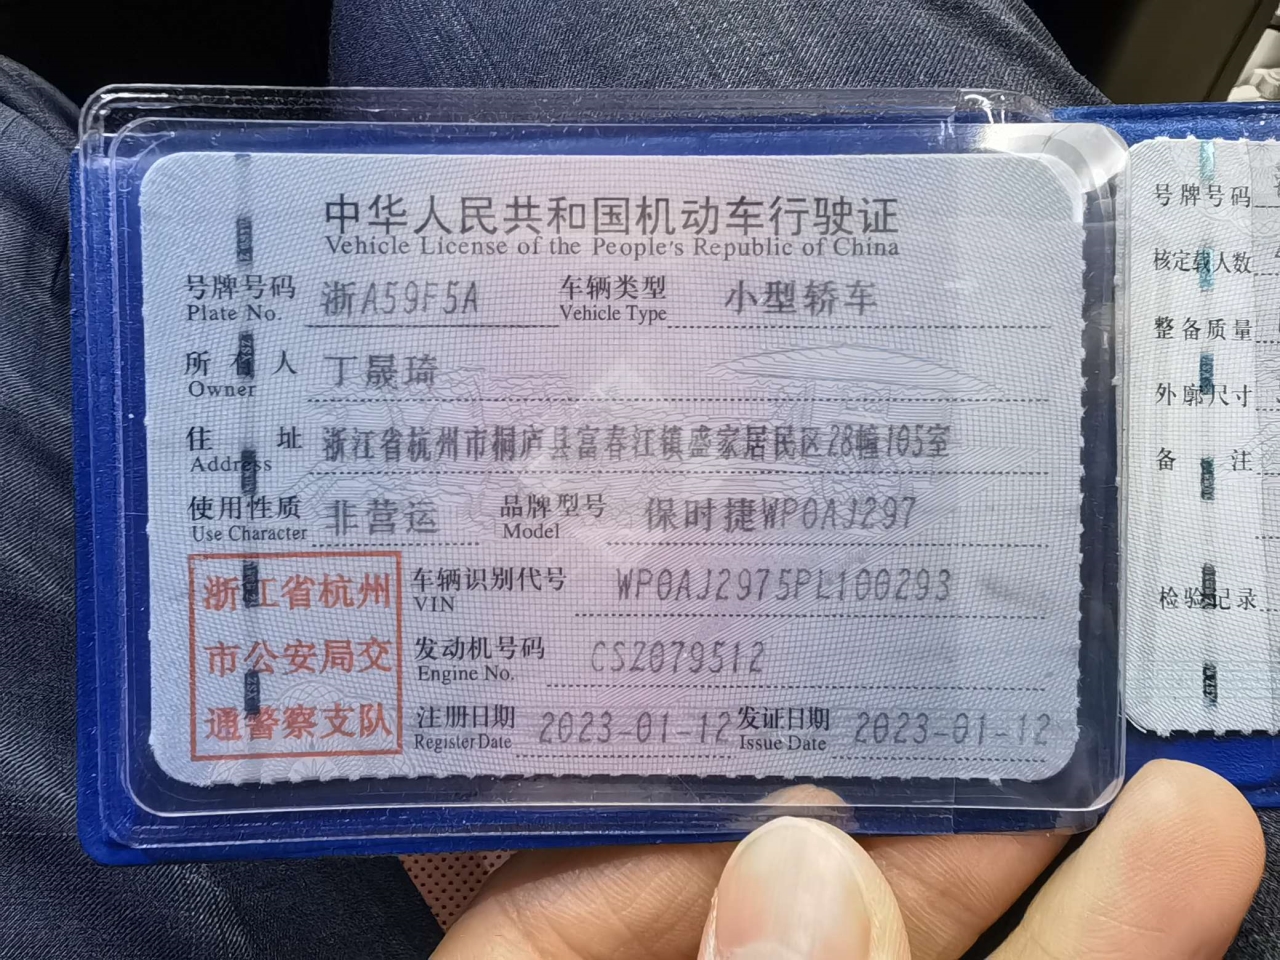 中华人民共和国机动车行驶证
Vehicle License of the People's Republic of China
号牌号码 浙A59F5A 车辆类型 小型轿车
Plate No. Vehicle Type
所有人 丁晟琦
Owner
住址 浙江省杭州市桐庐县富春江镇盛家居民区28幢105室
Address
使用性质 非营运 品牌型号 保时捷WP0AJ297
Use Character Model
浙江省杭州
市公安局交
通警察支队
车辆识别代号 WP0AJ2975PL100293
VIN
发动机号码 CSZ079512
Engine No.
注册日期 2023-01-12 发证日期 2023-01-12
Register Date Issue Date
号牌号码
核定载人数
整备质量
外廓尺寸
备注
检验记录